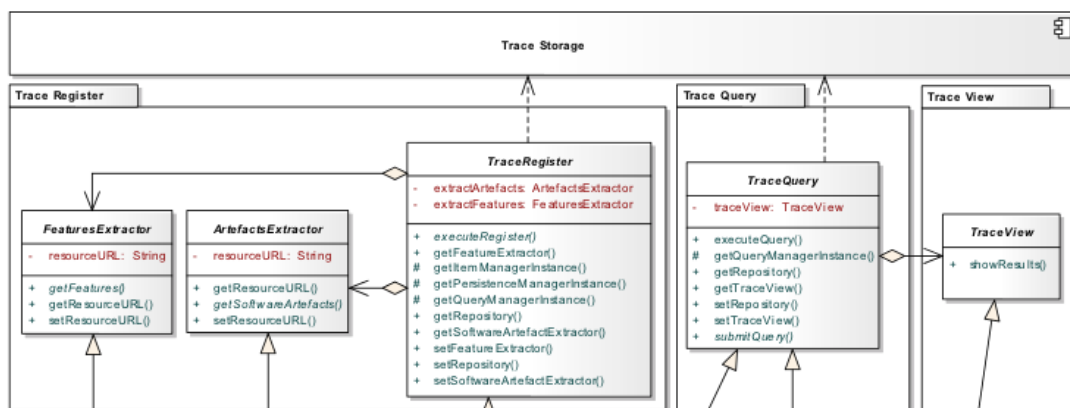 Trace Storage
Trace Register
Trace Query
Trace View
TraceRegister
- extractArtefacts: ArtefactsExtractor
- extractFeatures: FeaturesExtractor
+ executeRegister()
+ getFeatureExtractor()
# getItemManagerInstance()
# getPersistenceManagerInstance()
# getQueryManagerInstance()
+ getRepository()
+ getSoftwareArtefactExtractor()
+ setFeatureExtractor()
+ setRepository()
+ setSoftwareArtefactExtractor()
FeaturesExtractor
- resourceURL: String
+ getFeatures()
+ getResourceURL()
+ setResourceURL()
ArtefactsExtractor
- resourceURL: String
+ getResourceURL()
+ getSoftwareArtefacts()
+ setResourceURL()
TraceQuery
- traceView: TraceView
+ executeQuery()
# getQueryManagerInstance()
+ getRepository()
+ getTraceView()
+ setRepository()
+ setTraceView()
+ submitQuery()
TraceView
+ showResults()